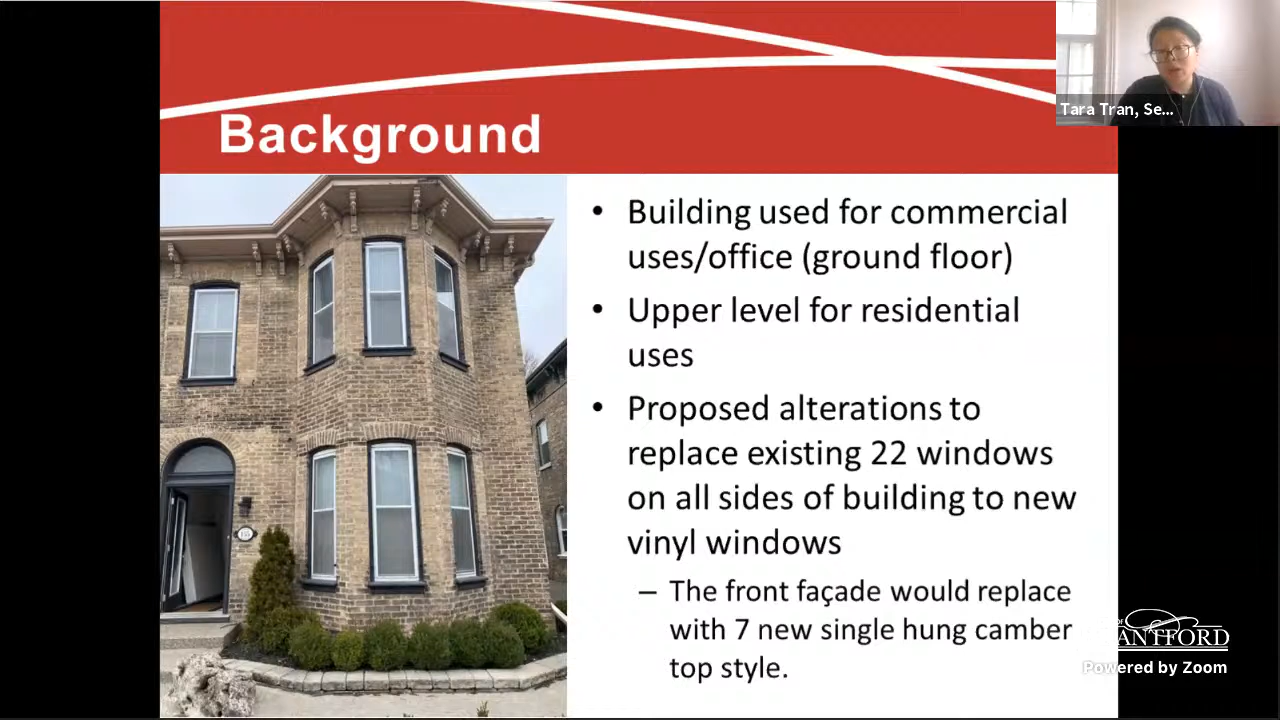 Tara Tran, Se...
Background
• Building used for commercial
uses/office (ground floor)
• Upper level for residential
uses
• Proposed alterations to
replace existing 22 windows
on all sides of building to new
vinyl windows
– The front façade would replace
with 7 new single hung camber
top style.
155
ANTFORD
Powered by Zoom